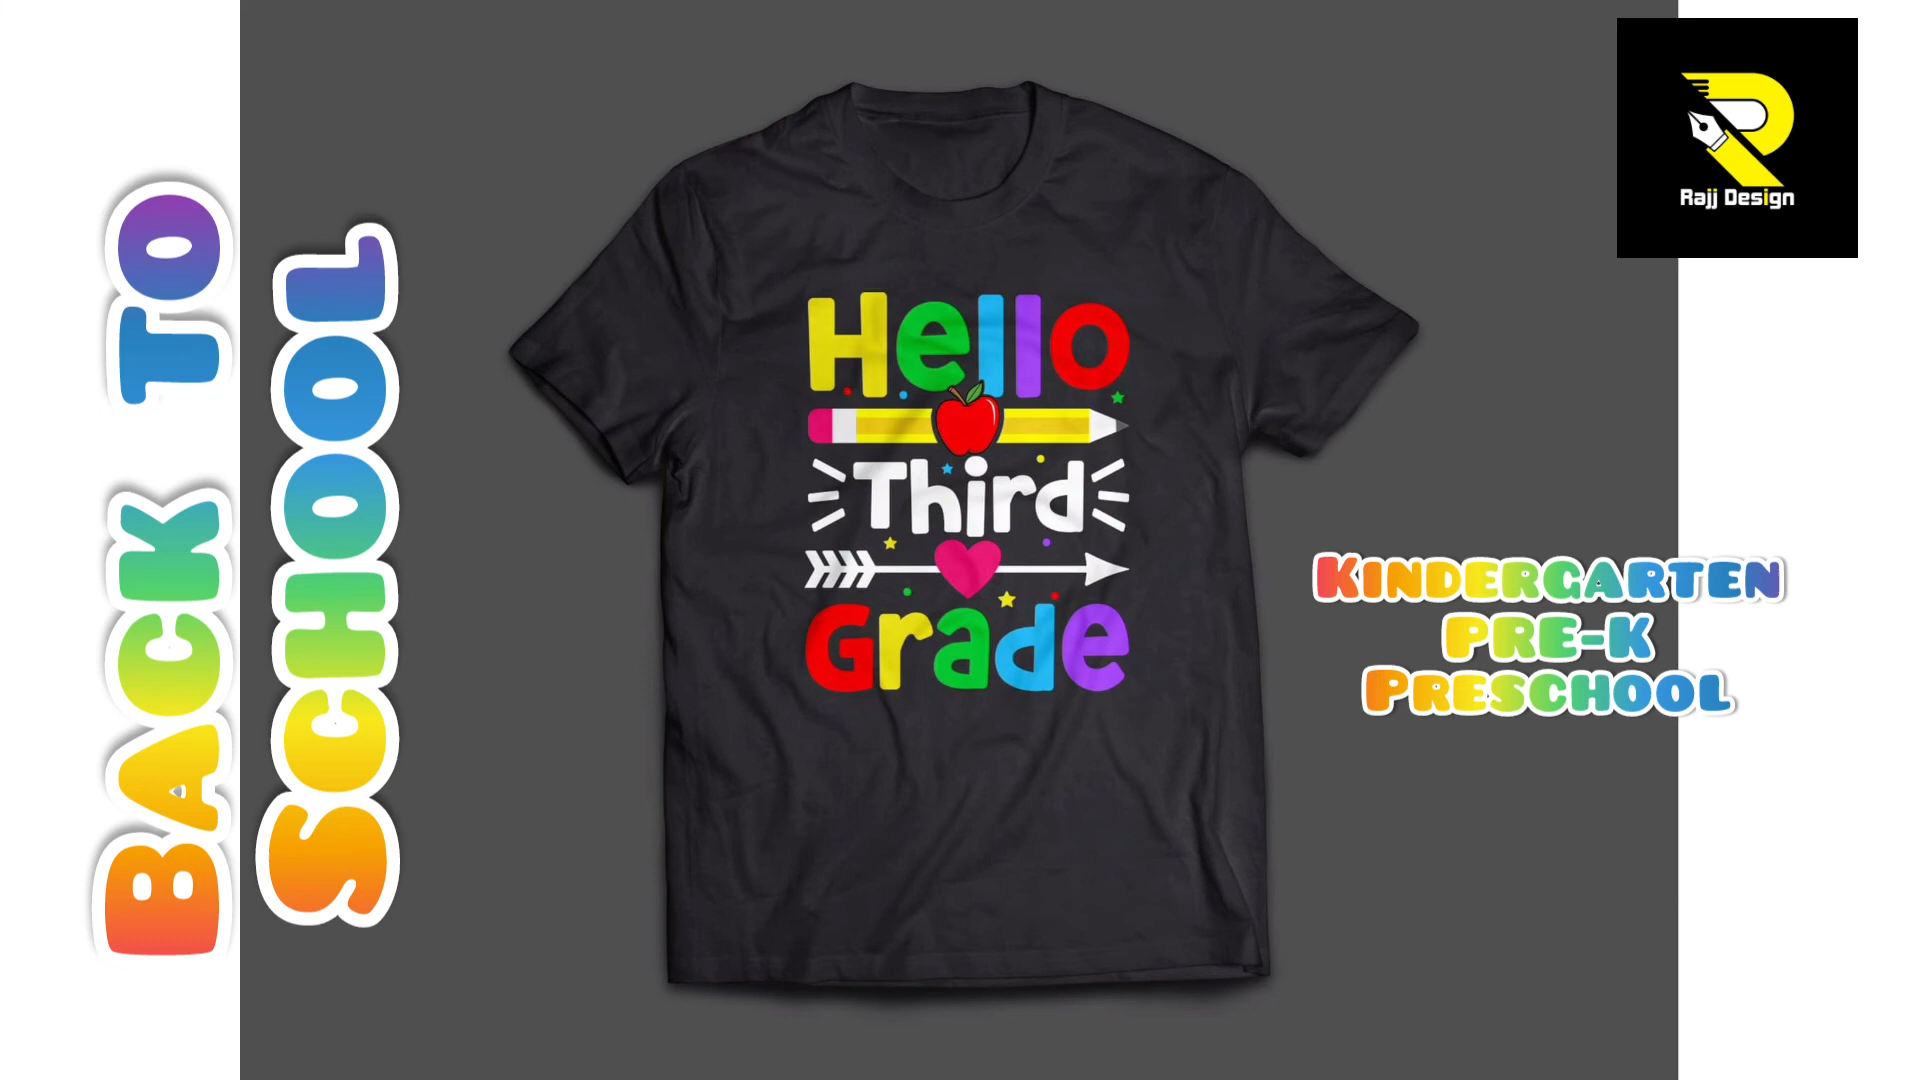 BACK TO
SCHOOL
Hello
Third
Grade
Rajj Design
KINDERGARTEN
PRE-K
PRESCHOOL